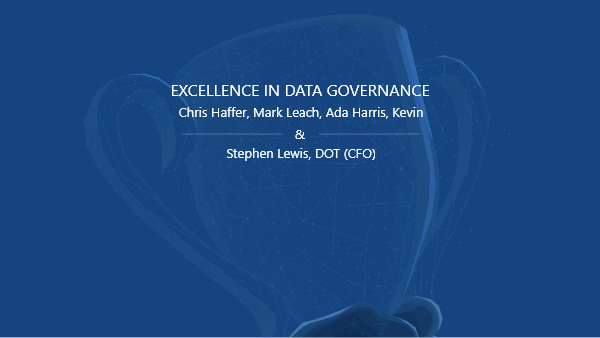 EXCELLENCE IN DATA GOVERNANCE
Chris Haffer, Mark Leach, Ada Harris, Kevin
&
Stephen Lewis, DOT (CFO)